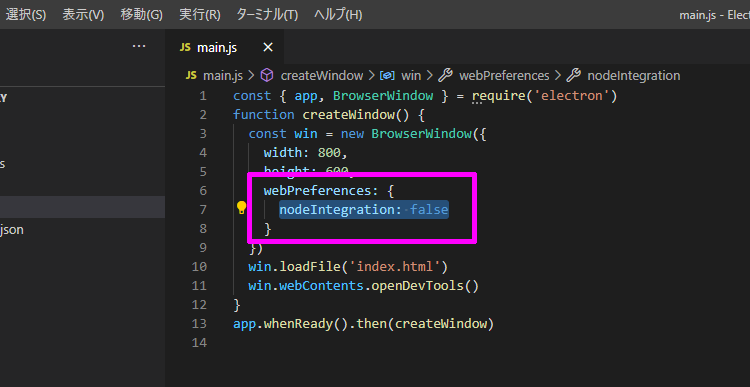 選択(S) 表示(V) 移動(G) 実行(R) ターミナル(T) ヘルプ(H) main.js - Elect
JS main.js ×
JS main.js > createWindow > win > webPreferences > nodeIntegration
RY
s
json
1 const { app, BrowserWindow } = require('electron')
2 function createWindow() {
3 const win = new BrowserWindow({
4 width: 800,
5 height: 600,
6 webPreferences: {
7 nodeIntegration: false
8 }
9 })
10 win.loadFile('index.html')
11 win.webContents.openDevTools()
12 }
13 app.whenReady().then(createWindow)
14